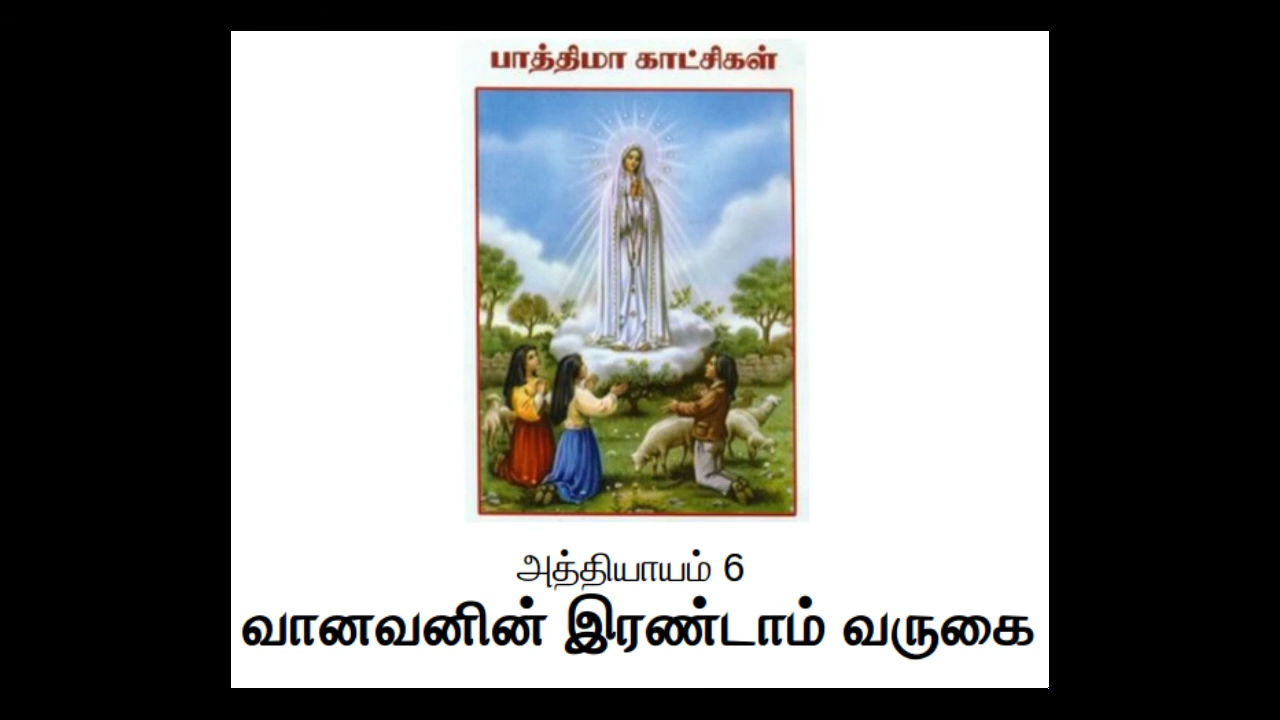 பாத்திமா காட்சிகள்
அத்தியாயம் 6
வானவனின் இரண்டாம் வருகை